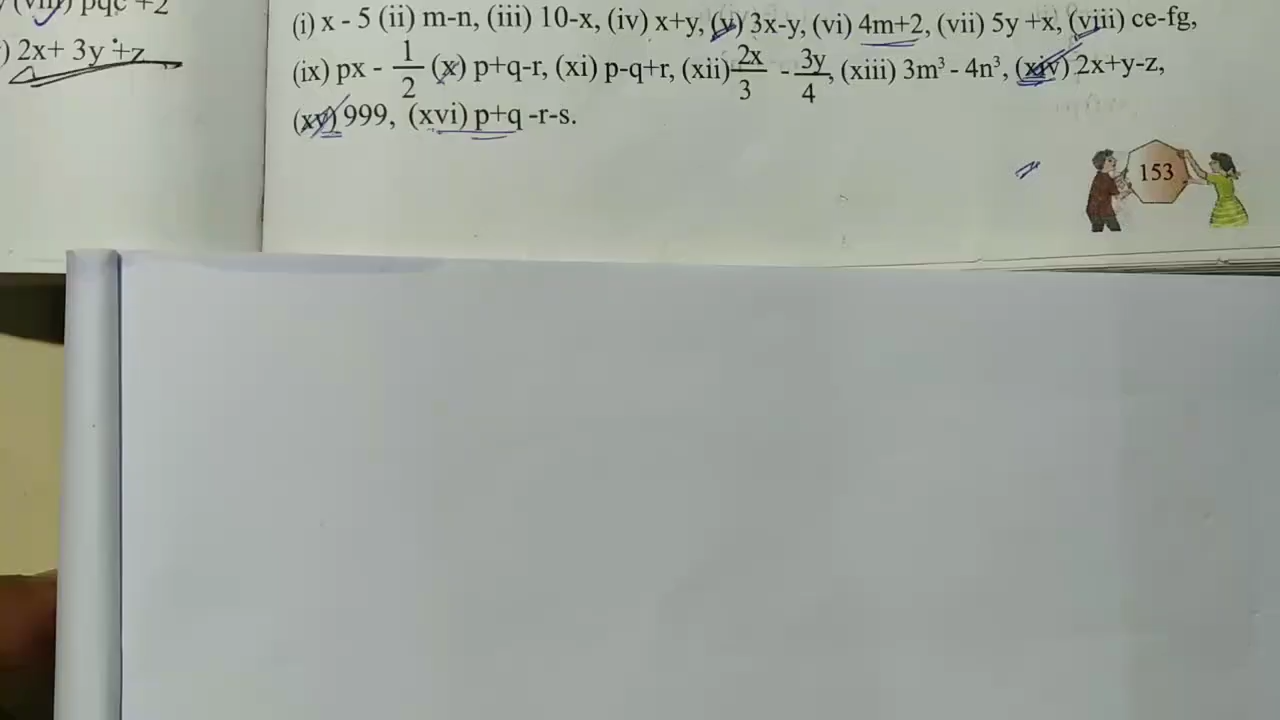 (viii) pqc +2
) 2x+ 3y +z
(i) x - 5 (ii) m-n, (iii) 10-x, (iv) x+y, (v) 3x-y, (vi) 4m+2, (vii) 5y +x, (viii) ce-fg,
(ix) px - 1/2 (x) p+q-r, (xi) p-q+r, (xii) 2x/3 - 3y/4, (xiii) 3m³ - 4n³, (xiv) 2x+y-z,
(xv) 999, (xvi) p+q -r-s.
153